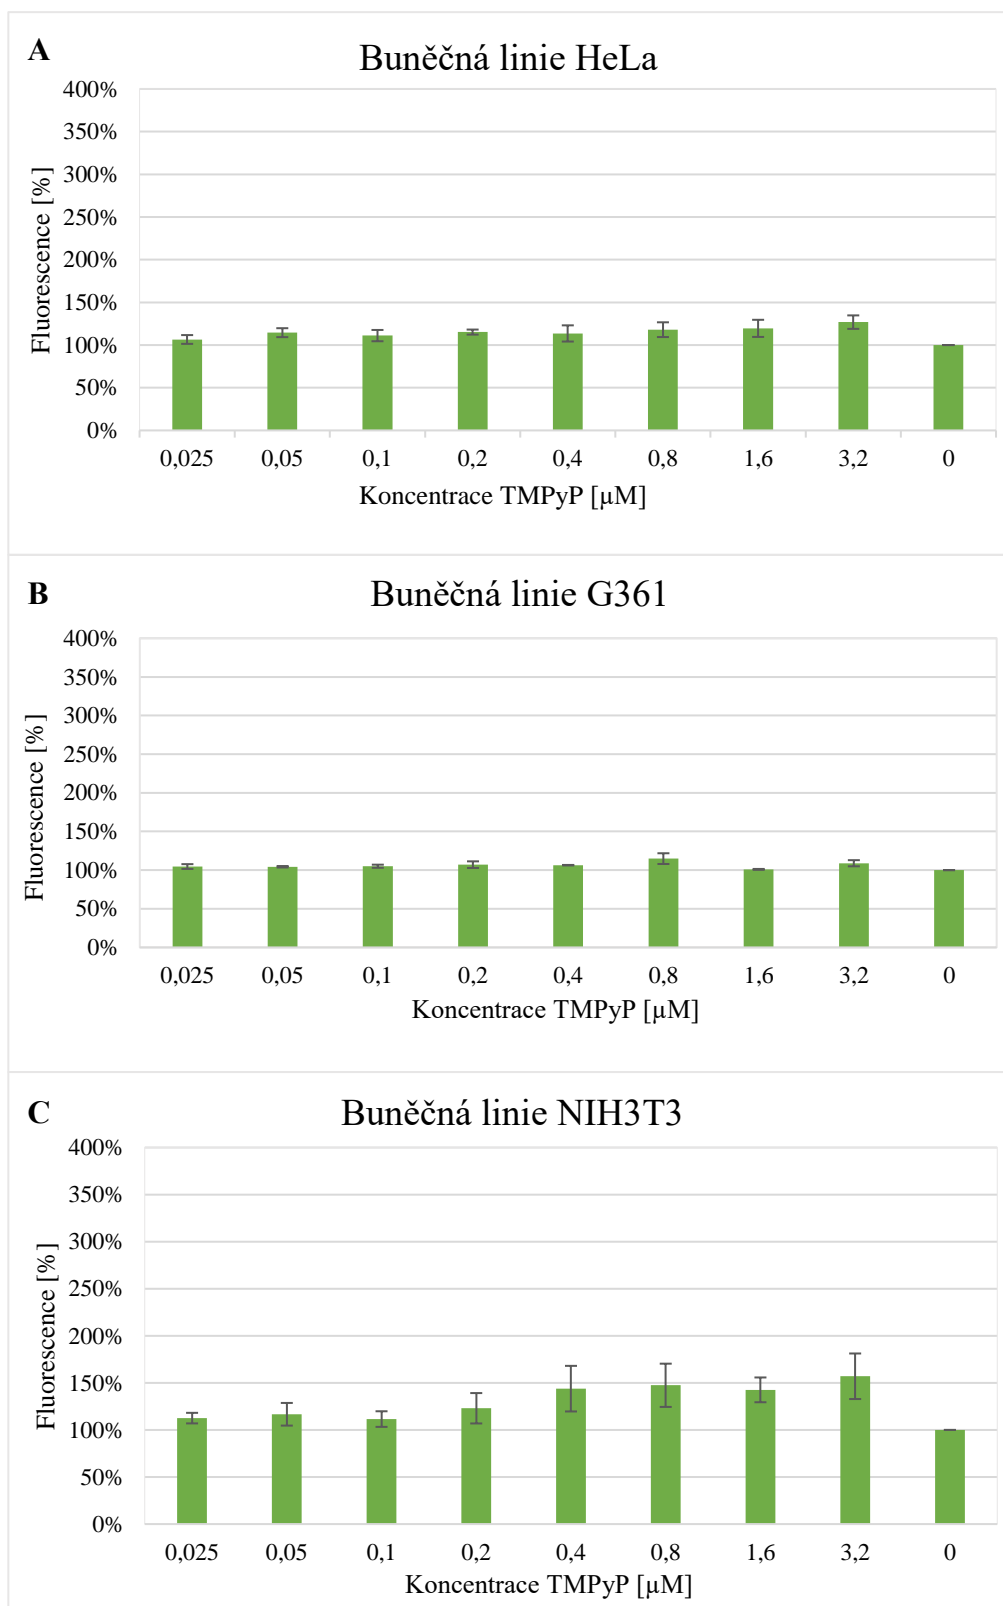 A
Buněčná linie HeLa
400%
350%
300%
250%
200%
150%
100%
50%
0%
Fluorescence [%]
0,025 0,05 0,1 0,2 0,4 0,8 1,6 3,2 0
Koncentrace TMPyP [µM]
B
Buněčná linie G361
400%
350%
300%
250%
200%
150%
100%
50%
0%
Fluorescence [%]
0,025 0,05 0,1 0,2 0,4 0,8 1,6 3,2 0
Koncentrace TMPyP [µM]
C
Buněčná linie NIH3T3
400%
350%
300%
250%
200%
150%
100%
50%
0%
Fluorescence [%]
0,025 0,05 0,1 0,2 0,4 0,8 1,6 3,2 0
Koncentrace TMPyP [µM]